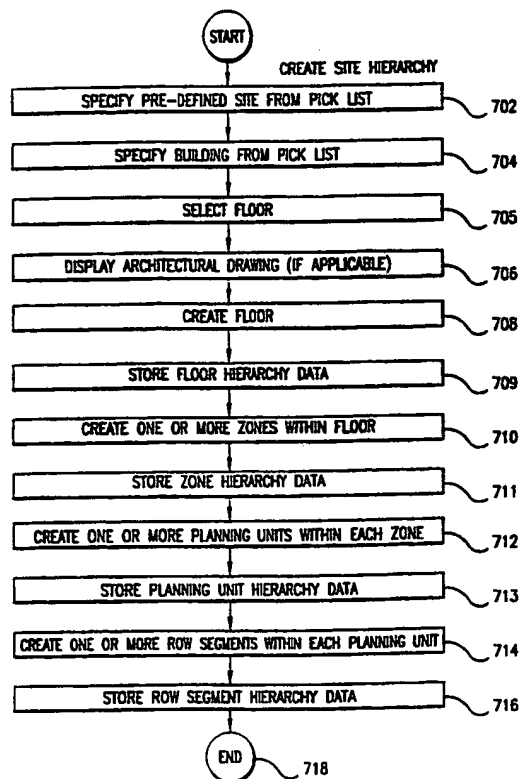 START
CREATE SITE HIERARCHY
SPECIFY PRE-DEFINED SITE FROM PICK LIST
702
SPECIFY BUILDING FROM PICK LIST
704
SELECT FLOOR
705
DISPLAY ARCHITECTURAL DRAWING (IF APPLICABLE)
706
CREATE FLOOR
708
STORE FLOOR HIERARCHY DATA
709
CREATE ONE OR MORE ZONES WITHIN FLOOR
710
STORE ZONE HIERARCHY DATA
711
CREATE ONE OR MORE PLANNING UNITS WITHIN EACH ZONE
712
STORE PLANNING UNIT HIERARCHY DATA
713
CREATE ONE OR MORE ROW SEGMENTS WITHIN EACH PLANNING UNIT
714
STORE ROW SEGMENT HIERARCHY DATA
716
END
718